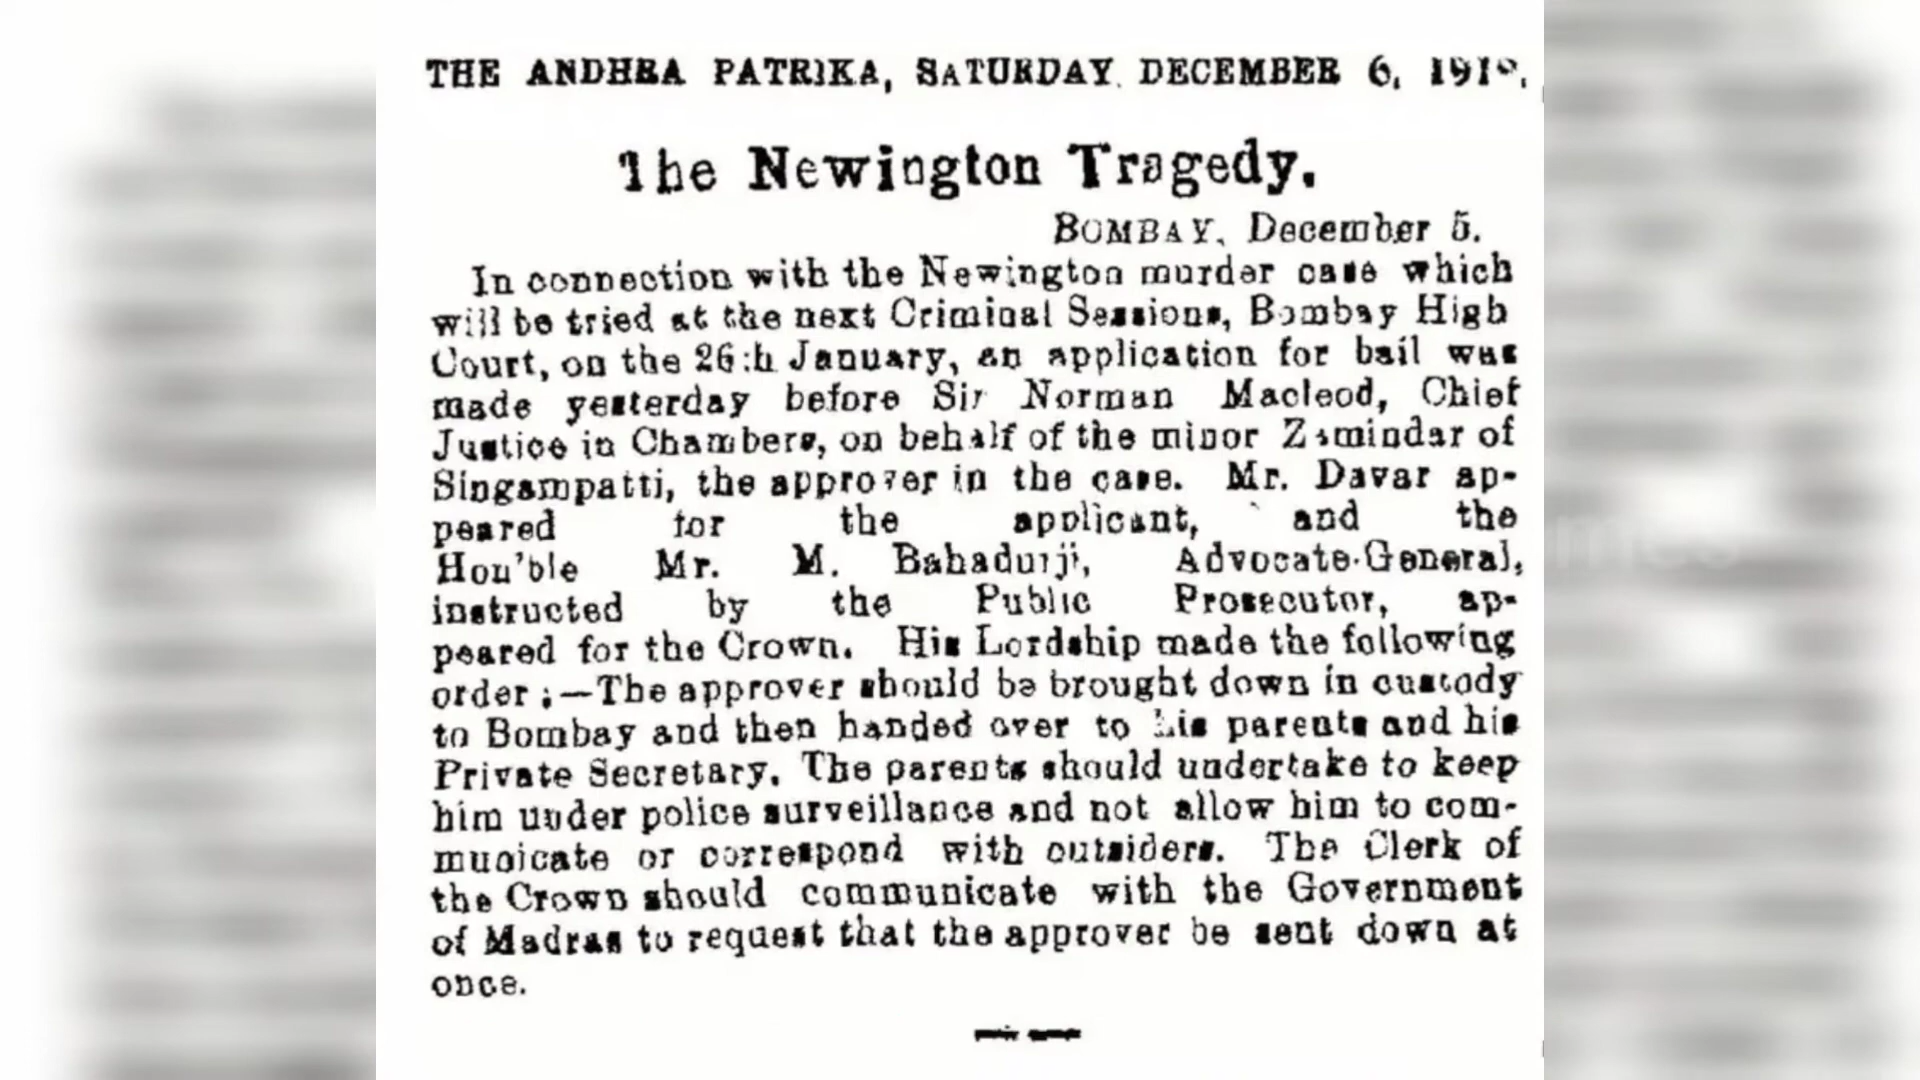 THE ANDHRA PATRIKA, SATURDAY DECEMBER 6, 1919.
The Newington Tragedy.
BOMBAY, December 5.
In connection with the Newington murder case which
will be tried at the next Criminal Sessions, Bombay High
Court, on the 26th January, an application for bail was
made yesterday before Sir Norman Macleod, Chief
Justice in Chambers, on behalf of the minor Zamindar of
Singampatti, the approver in the case. Mr. Davar ap-
peared for the applicant, and the
Hon'ble Mr. M. Bahadurji, Advocate-General,
instructed by the Public Prosecutor, ap-
peared for the Crown. His Lordship made the following
order :—The approver should be brought down in custody
to Bombay and then handed over to his parents and his
Private Secretary. The parents should undertake to keep
him under police surveillance and not allow him to com-
municate or correspond with outsiders. The Clerk of
the Crown should communicate with the Government
of Madras to request that the approver be sent down at
once.